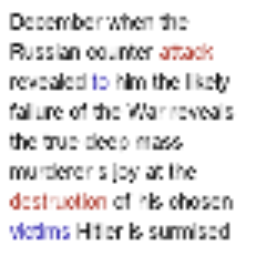 December when the
Russian counter attack
revealed to him the likely
failure of the War reveals
the true deep mass
murderer s joy at the
destruction of his chosen
victims Hitler is surmised